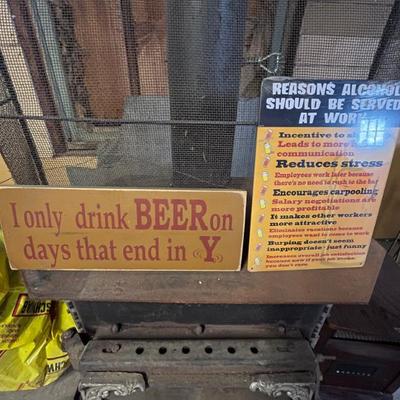 I only drink BEER on
days that end in Y
REASONS ALCOHOL
SHOULD BE SERVED
AT WORK
Incentive to
Leads to more
communication
Reduces stress
Employees work later because
there's no need to rush to the bar
Encourages carpooling
Salary negotiations are
more profitable
It makes other workers
more attractive
Eliminates vacations because
employees want to come to work
Burping doesn't seem
inappropriate - just funny
Increases overall job satisfaction
because now if your job
you don't care